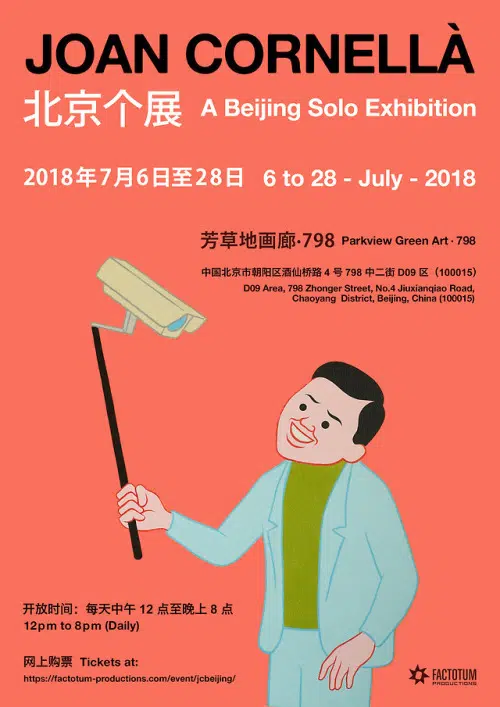 JOAN CORNELLÀ
北京个展 A Beijing Solo Exhibition
2018年7月6日至28日 6 to 28 - July - 2018
芳草地画廊·798 Parkview Green Art · 798
中国北京市朝阳区酒仙桥路 4 号 798 中二街 D09 区（100015）
D09 Area, 798 Zhonger Street, No.4 Jiuxianqiao Road,
Chaoyang District, Beijing, China (100015)
开放时间：每天中午 12 点至晚上 8 点
12pm to 8pm (Daily)
网上购票 Tickets at:
https://factotum-productions.com/event/jcbeijing/
FACTOTUM
PRODUCTIONS